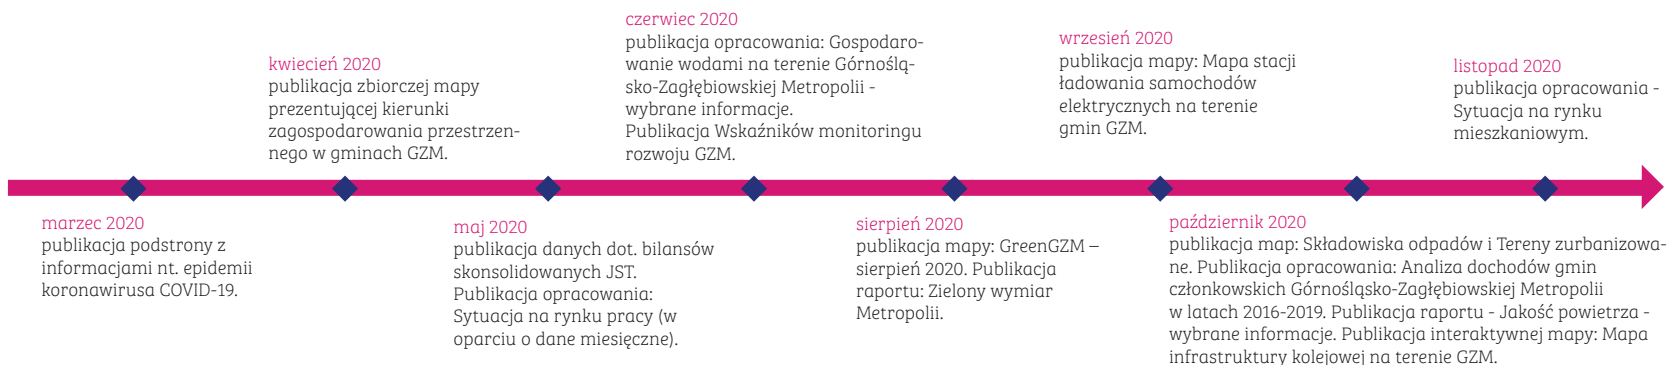 marzec 2020
publikacja podstrony z
informacjami nt. epidemii
koronawirusa COVID-19.
kwiecień 2020
publikacja zbiorczej mapy
prezentującej kierunki
zagospodarowania przestrzen-
nego w gminach GZM.
maj 2020
publikacja danych dot. bilansów
skonsolidowanych JST.
Publikacja opracowania:
Sytuacja na rynku pracy (w
oparciu o dane miesięczne).
czerwiec 2020
publikacja opracowania: Gospodaro-
wanie wodami na terenie Górnoślą-
sko-Zagłębiowskiej Metropolii -
wybrane informacje.
Publikacja Wskaźników monitoringu
rozwoju GZM.
sierpień 2020
publikacja mapy: GreenGZM –
sierpień 2020. Publikacja
raportu: Zielony wymiar
Metropolii.
wrzesień 2020
publikacja mapy: Mapa stacji
ładowania samochodów
elektrycznych na terenie
gmin GZM.
październik 2020
publikacja map: Składowiska odpadów i Tereny zurbanizowa-
ne. Publikacja opracowania: Analiza dochodów gmin
członkowskich Górnośląsko-Zagłębiowskiej Metropolii
w latach 2016-2019. Publikacja raportu - Jakość powietrza -
wybrane informacje. Publikacja interaktywnej mapy: Mapa
infrastruktury kolejowej na terenie GZM.
listopad 2020
publikacja opracowania -
Sytuacja na rynku
mieszkaniowym.